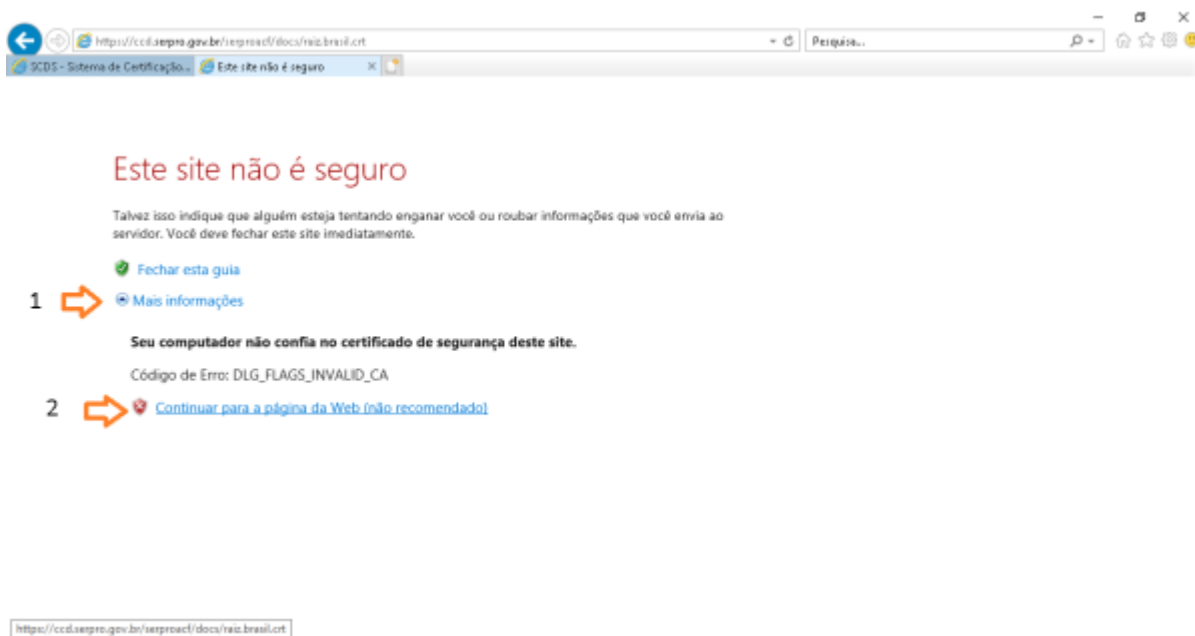 https://ccd.serpro.gov.br/serproacf/docs/raiz.brasil.crt
Pesquisa...
SCDS - Sistema de Certificação...
Este site não é seguro
Este site não é seguro
Talvez isso indique que alguém esteja tentando enganar você ou roubar informações que você envia ao
servidor. Você deve fechar este site imediatamente.
Fechar esta guia
1
Mais informações
Seu computador não confia no certificado de segurança deste site.
Código de Erro: DLG_FLAGS_INVALID_CA
2
Continuar para a página da Web (não recomendado)
https://ccd.serpro.gov.br/serproacf/docs/raiz.brasil.crt